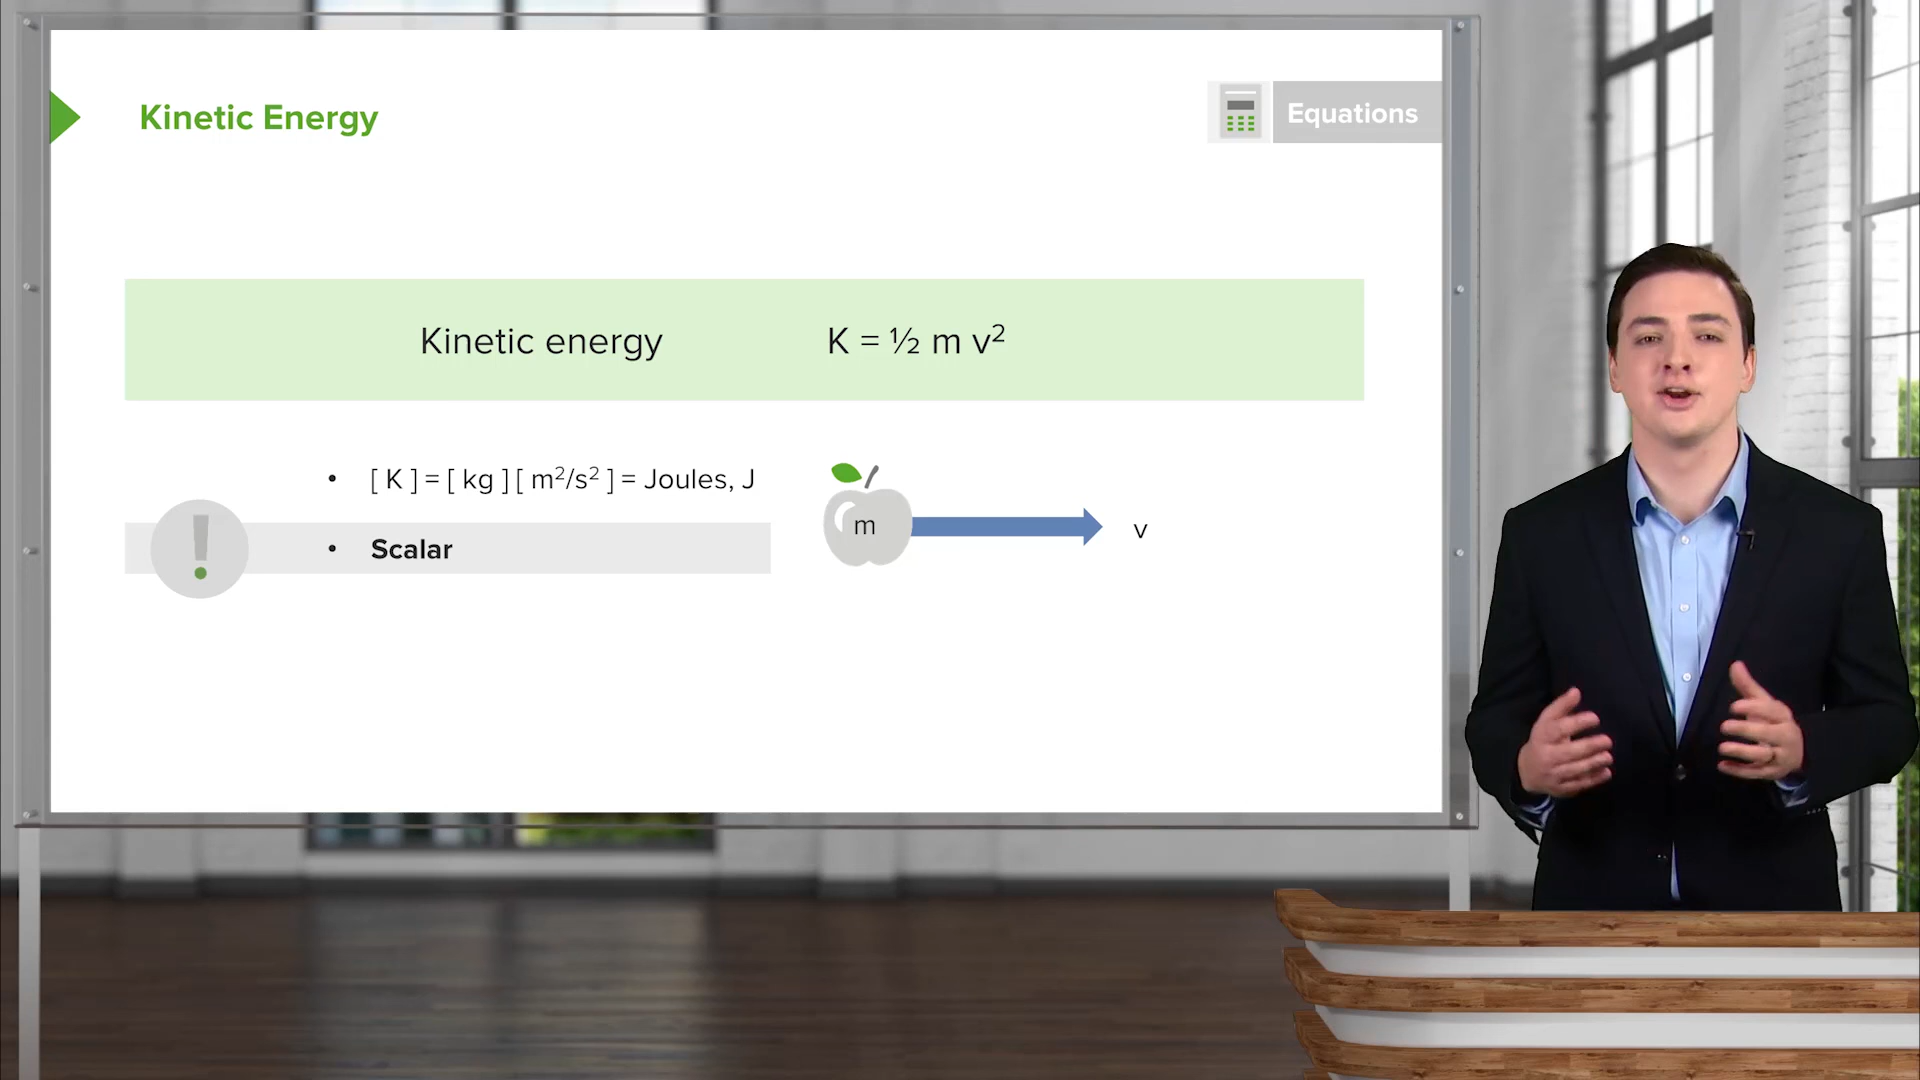 Kinetic Energy
Equations
Kinetic energy K = ½ m v²
• [ K ] = [ kg ] [ m²/s² ] = Joules, J
• Scalar
m
v